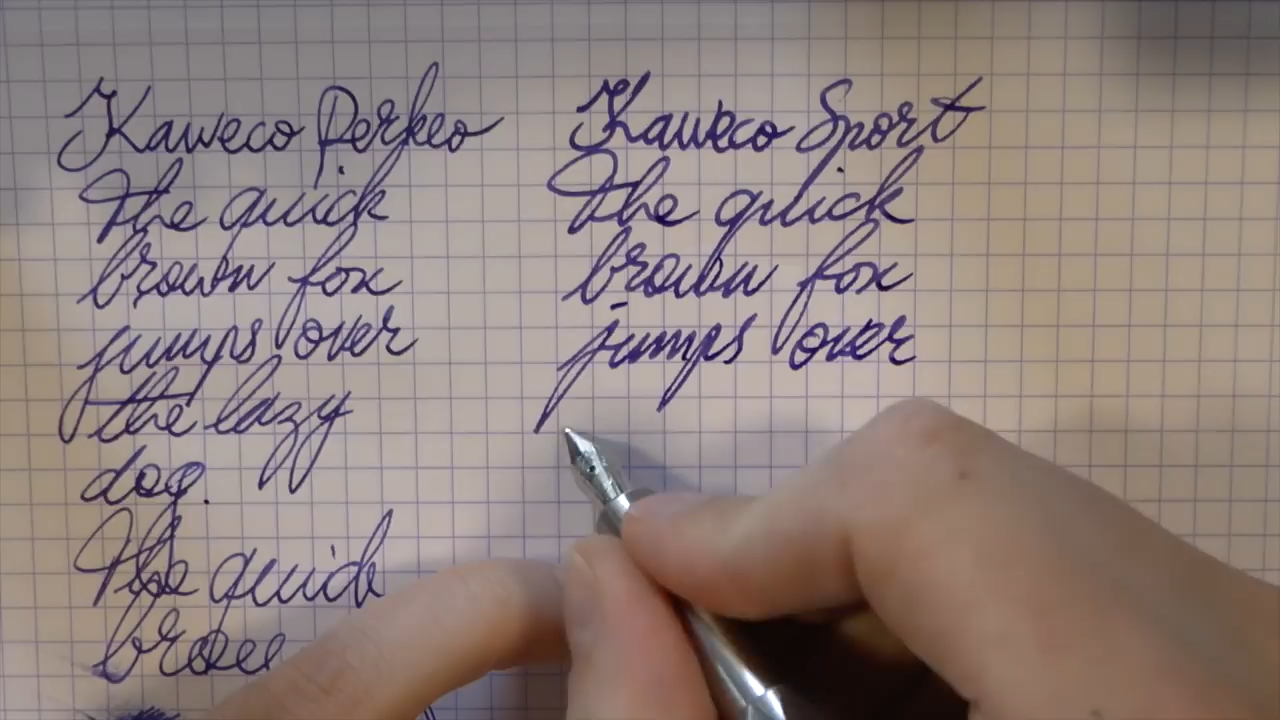 Kaweco Perkeo
The quick
brown fox
jumps over
the lazy
dog.
The quick
Kaweco Sport
The quick
brown fox
jumps over